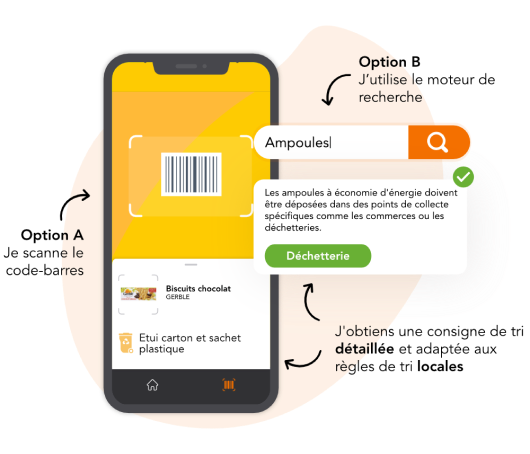 Option B
J'utilise le moteur de
recherche
Ampoules
Les ampoules à économie d'énergie doivent
être déposées dans des points de collecte
spécifiques comme les commerces ou les
déchetteries.
Déchetterie
Option A
Je scanne le
code-barres
Biscuits chocolat
GERBLE
Etui carton et sachet
plastique
J'obtiens une consigne de tri
détaillée et adaptée aux
règles de tri locales